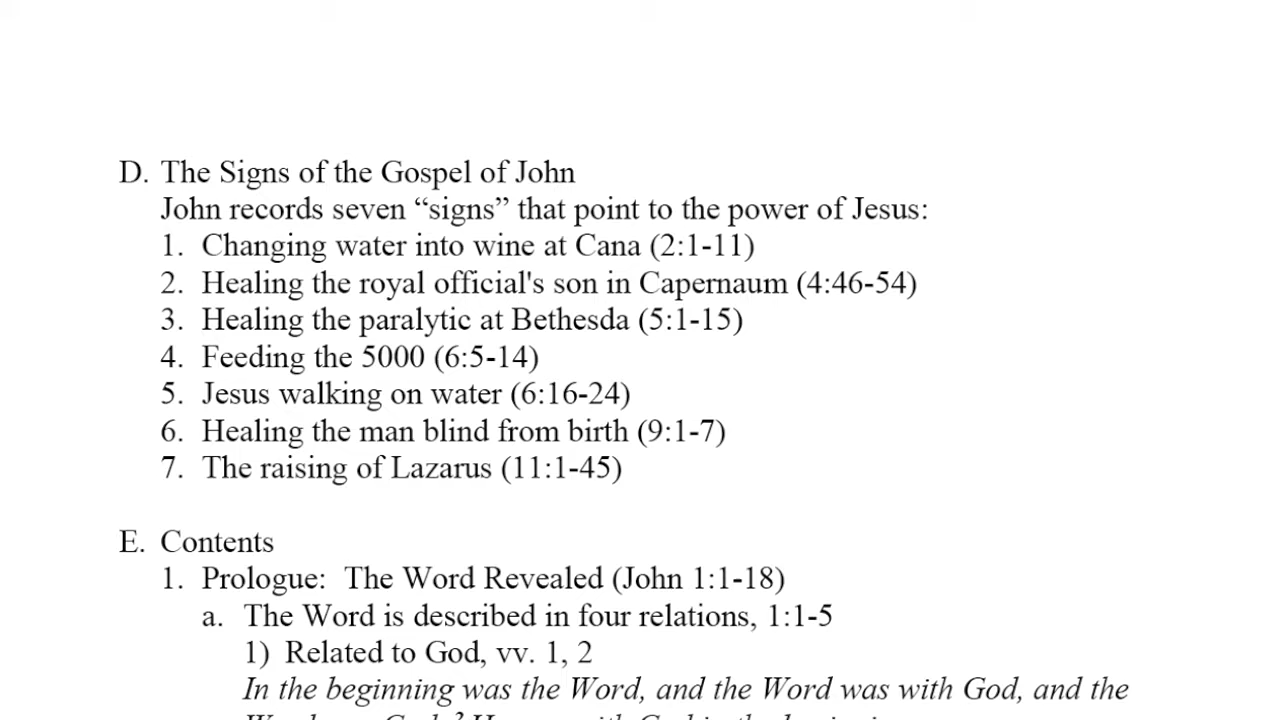 D. The Signs of the Gospel of John
John records seven “signs” that point to the power of Jesus:
1. Changing water into wine at Cana (2:1-11)
2. Healing the royal official's son in Capernaum (4:46-54)
3. Healing the paralytic at Bethesda (5:1-15)
4. Feeding the 5000 (6:5-14)
5. Jesus walking on water (6:16-24)
6. Healing the man blind from birth (9:1-7)
7. The raising of Lazarus (11:1-45)
E. Contents
1. Prologue: The Word Revealed (John 1:1-18)
a. The Word is described in four relations, 1:1-5
1) Related to God, vv. 1, 2
In the beginning was the Word, and the Word was with God, and the